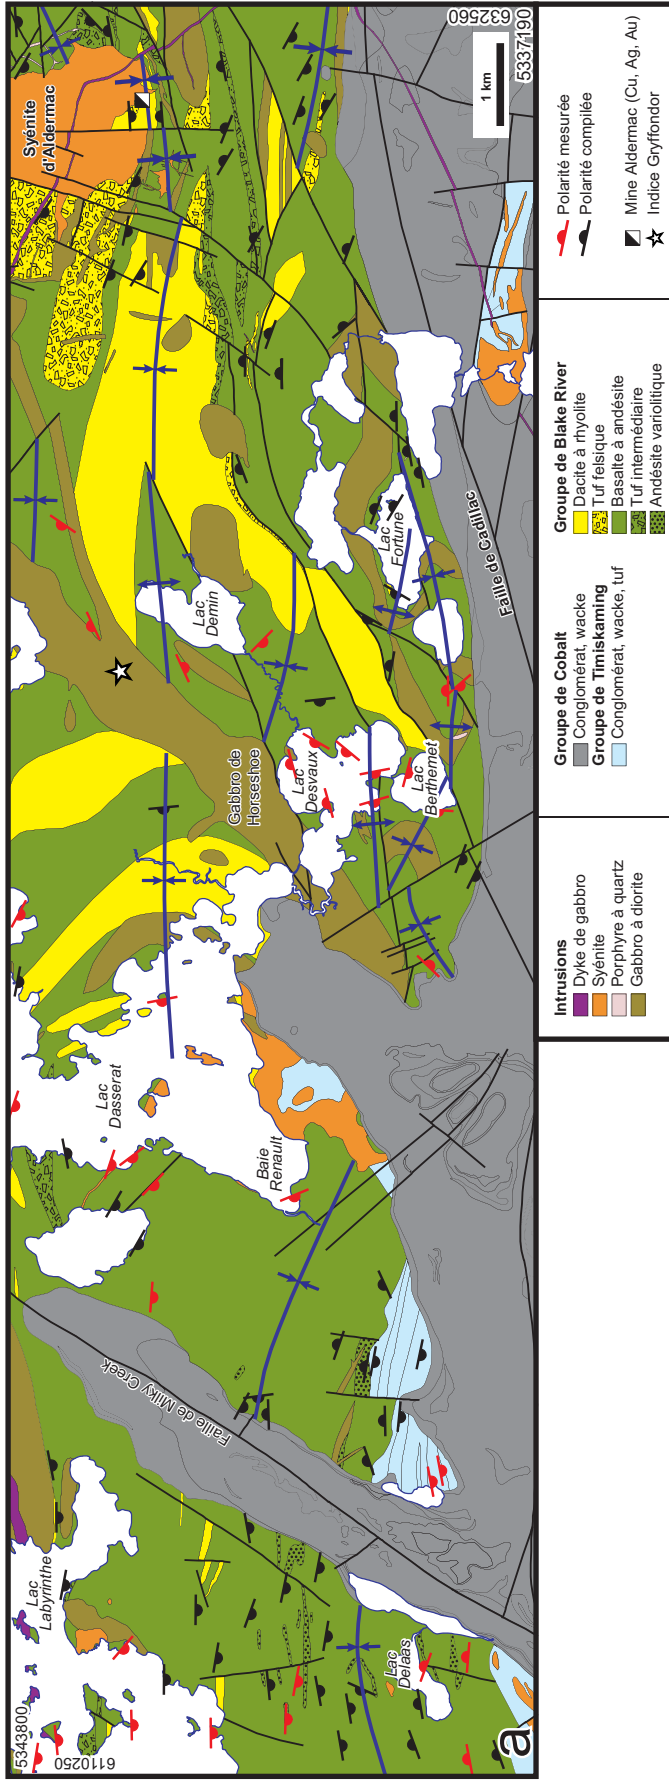 5343800
6110250
Lac
Labyrinthe
Lac
Delaas
Faille de Milky Creek
Lac
Dasserat
Baie
Renault
Gabbro de
Horseshoe
Lac
Desvaux
Lac
Berthemet
Lac
Demin
Lac
Fortune
Faille de Cadillac
Syénite
d'Aldermac
1 km
632560
5337190
a
Intrusions
Dyke de gabbro
Syénite
Porphyre à quartz
Gabbro à diorite
Groupe de Cobalt
Conglomérat, wacke
Groupe de Timiskaming
Conglomérat, wacke, tuf
Groupe de Blake River
Dacite à rhyolite
Tuf felsique
Basalte à andésite
Tuf intermédiaire
Andésite variolitique
Polarité mesurée
Polarité compilée
Mine Aldermac (Cu, Ag, Au)
Indice Gryffondor